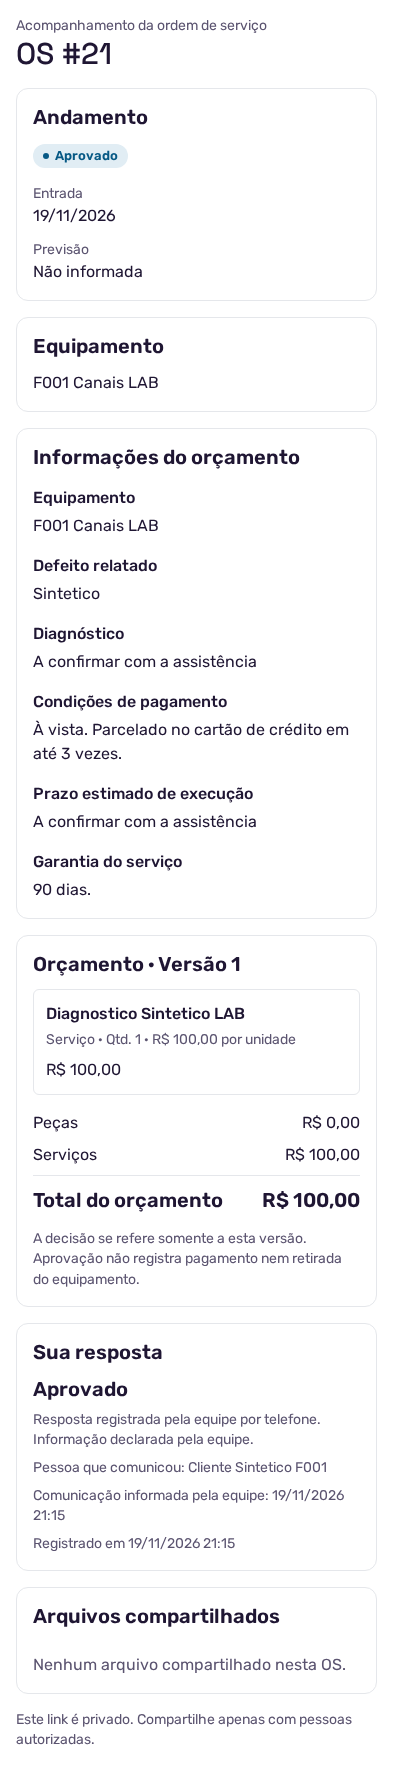 Acompanhamento da ordem de serviço
OS #21
Andamento
Aprovado
Entrada
19/11/2026
Previsão
Não informada
Equipamento
F001 Canais LAB
Informações do orçamento
Equipamento
F001 Canais LAB
Defeito relatado
Sintetico
Diagnóstico
A confirmar com a assistência
Condições de pagamento
À vista. Parcelado no cartão de crédito em
até 3 vezes.
Prazo estimado de execução
A confirmar com a assistência
Garantia do serviço
90 dias.
Orçamento • Versão 1
Diagnostico Sintetico LAB
Serviço • Qtd. 1 • R$ 100,00 por unidade
R$ 100,00
Peças R$ 0,00
Serviços R$ 100,00
Total do orçamento R$ 100,00
A decisão se refere somente a esta versão.
Aprovação não registra pagamento nem retirada
do equipamento.
Sua resposta
Aprovado
Resposta registrada pela equipe por telefone.
Informação declarada pela equipe.
Pessoa que comunicou: Cliente Sintetico F001
Comunicação informada pela equipe: 19/11/2026
21:15
Registrado em 19/11/2026 21:15
Arquivos compartilhados
Nenhum arquivo compartilhado nesta OS.
Este link é privado. Compartilhe apenas com pessoas
autorizadas.